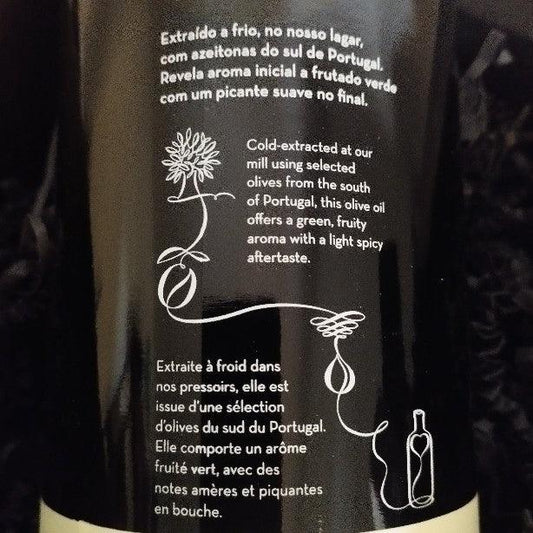 Extraído a frio, no nosso lagar,
com azeitonas do sul de Portugal.
Revela aroma inicial a frutado verde
com um picante suave no final.
Cold-extracted at our
mill using selected
olives from the south
of Portugal, this olive oil
offers a green, fruity
aroma with a light spicy
aftertaste.
Extraite à froid dans
nos pressoirs, elle est
issue d'une sélection
d'olives du sud du Portugal.
Elle comporte un arôme
fruité vert, avec des
notes amères et piquantes
en bouche.